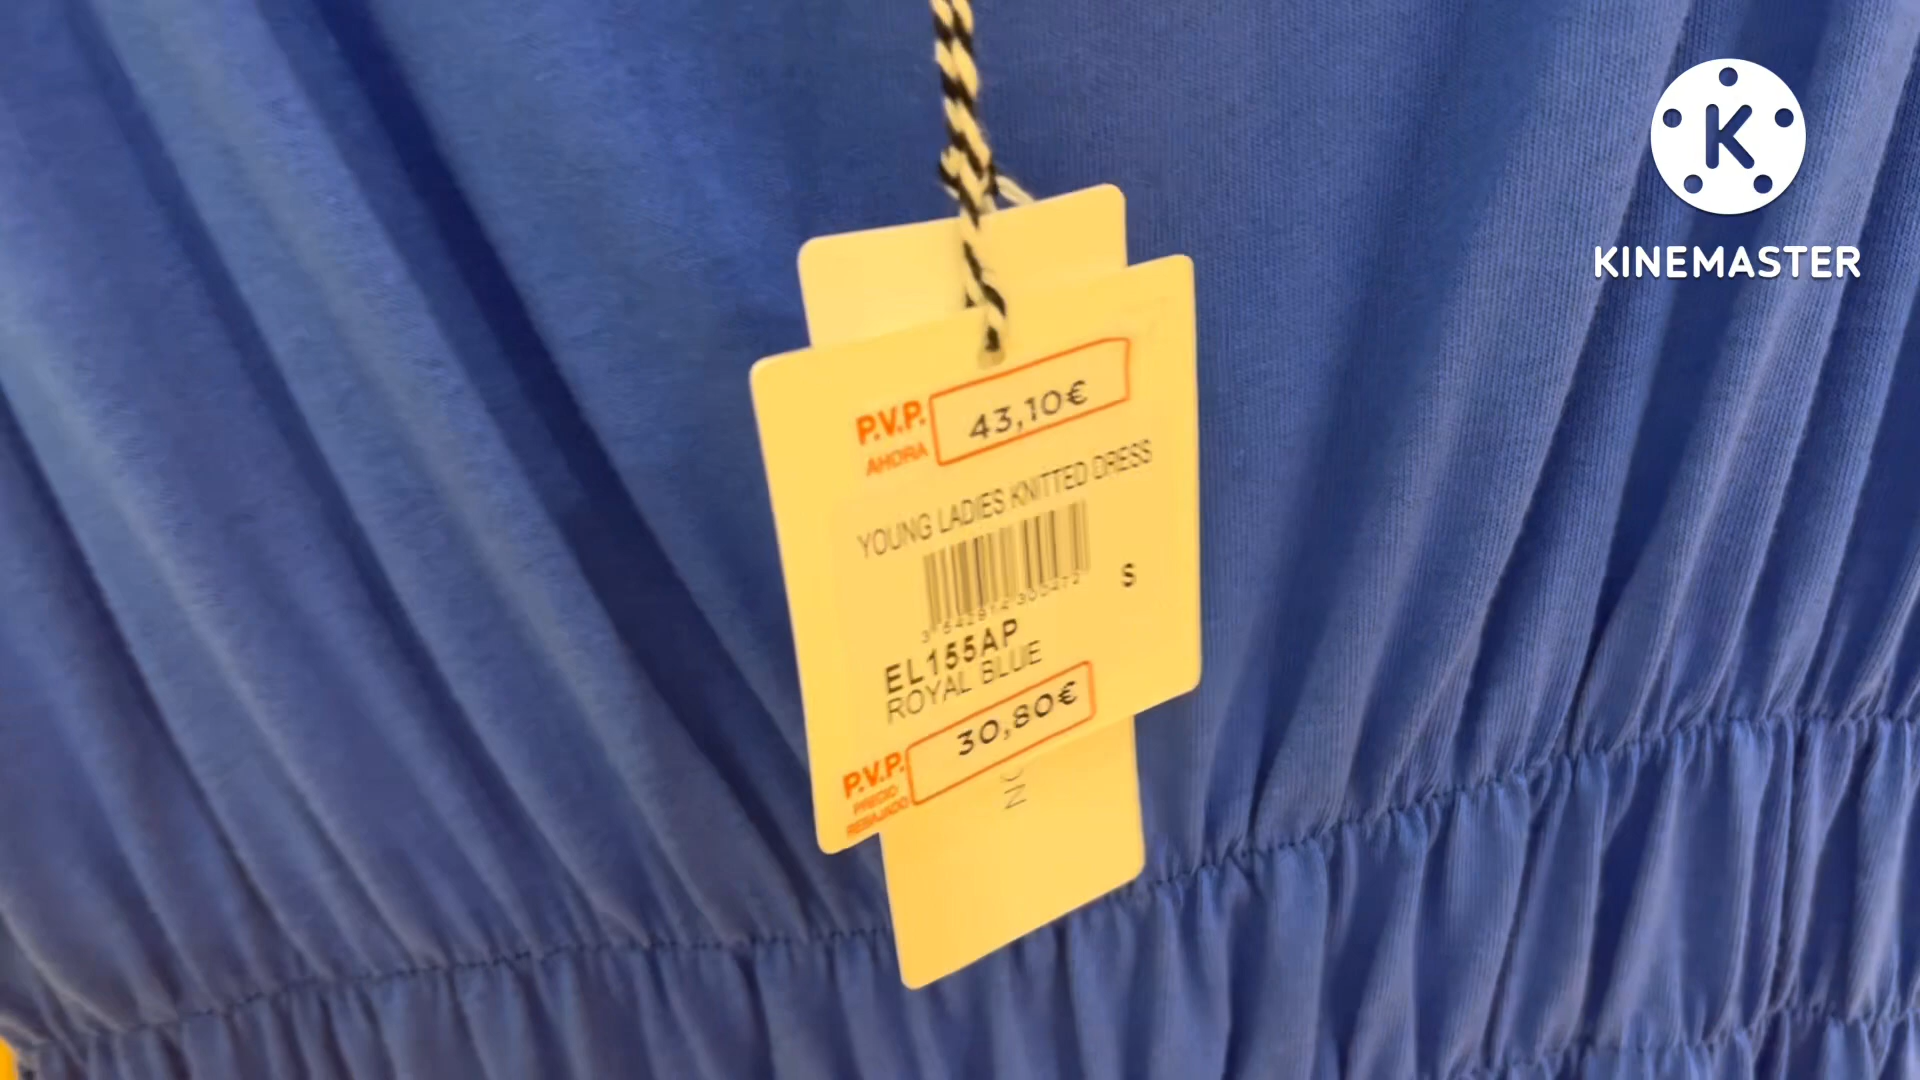 K
KINEMASTER
P.V.P. 43,10€
AHORA
YOUNG LADIES KNITTED DRESS
S
EL155AP
ROYAL BLUE
P.V.P. 30,80€
PRECIO
REBAJADO